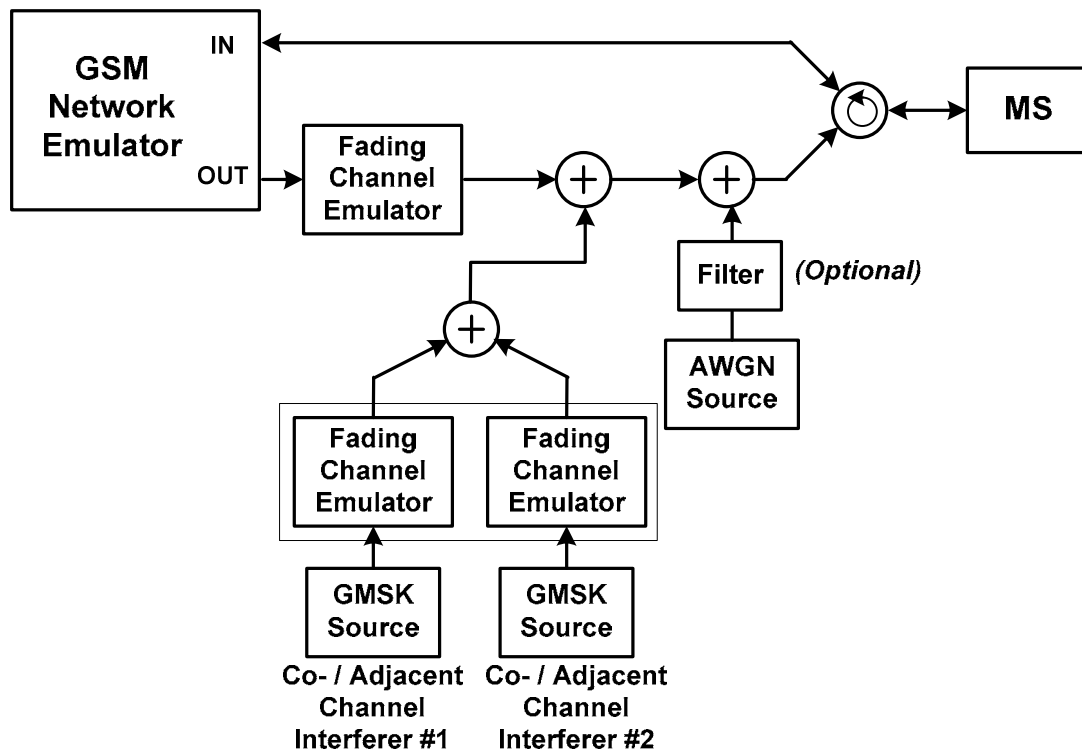 GSM
Network
Emulator
IN
OUT
Fading
Channel
Emulator
+
+
MS
Filter
(Optional)
AWGN
Source
+
Fading
Channel
Emulator
Fading
Channel
Emulator
GMSK
Source
GMSK
Source
Co- / Adjacent
Channel
Interferer #1
Co- / Adjacent
Channel
Interferer #2